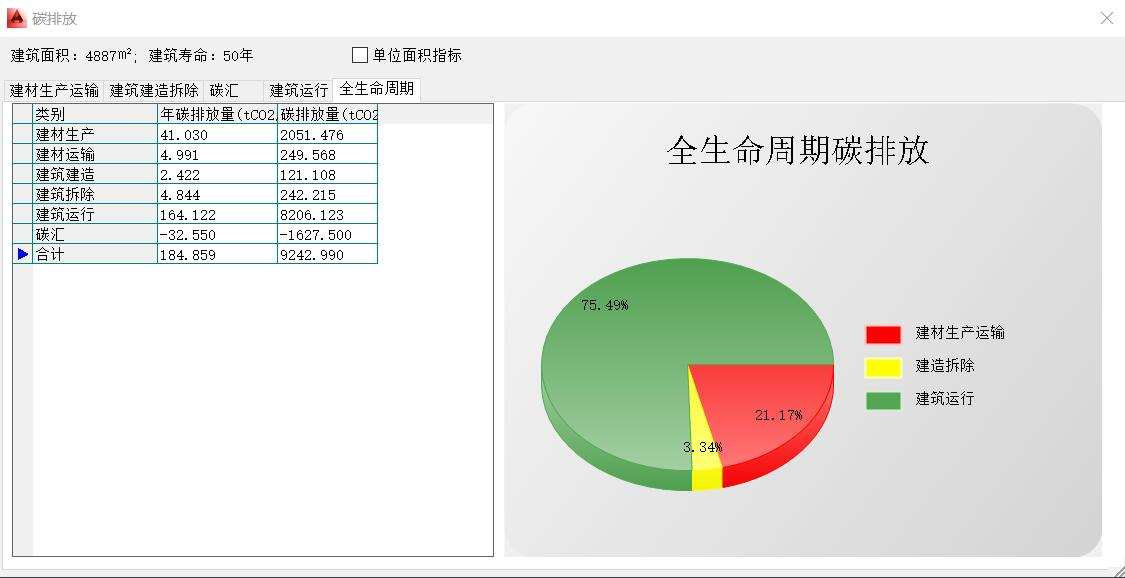 碳排放
建筑面积: 4887m²; 建筑寿命: 50年 单位面积指标
建材生产运输 建筑建造拆除 碳汇 建筑运行 全生命周期
类别 年碳排放量(tCO2 碳排放量(tCO2
建材生产 41.030 2051.476
建材运输 4.991 249.568
建筑建造 2.422 121.108
建筑拆除 4.844 242.215
建筑运行 164.122 8206.123
碳汇 -32.550 -1627.500
合计 184.859 9242.990
全生命周期碳排放
75.49%
21.17%
3.34%
建材生产运输
建造拆除
建筑运行